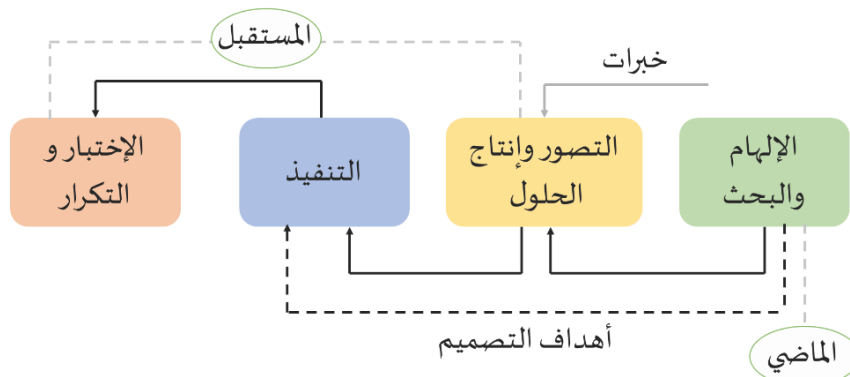 المستقبل
خبرات
الإلهام
والبحث
التصور وإنتاج
الحلول
التنفيذ
الإختبار و
التكرار
أهداف التصميم
الماضي